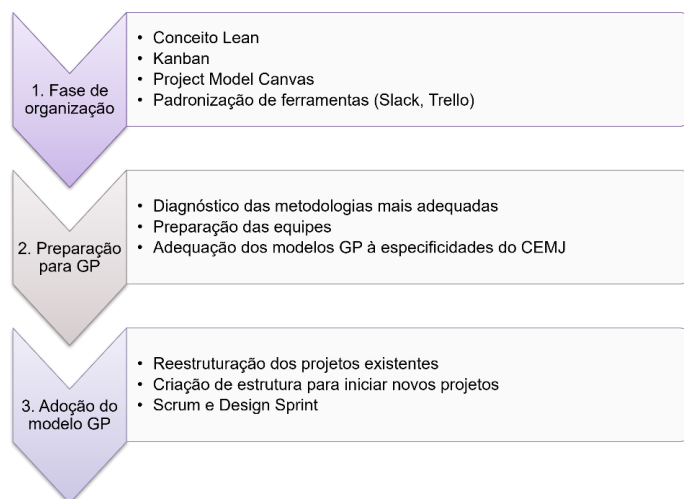 1. Fase de
organização
• Conceito Lean
• Kanban
• Project Model Canvas
• Padronização de ferramentas (Slack, Trello)
2. Preparação
para GP
• Diagnóstico das metodologias mais adequadas
• Preparação das equipes
• Adequação dos modelos GP à especificidades do CEMJ
3. Adoção do
modelo GP
• Reestruturação dos projetos existentes
• Criação de estrutura para iniciar novos projetos
• Scrum e Design Sprint